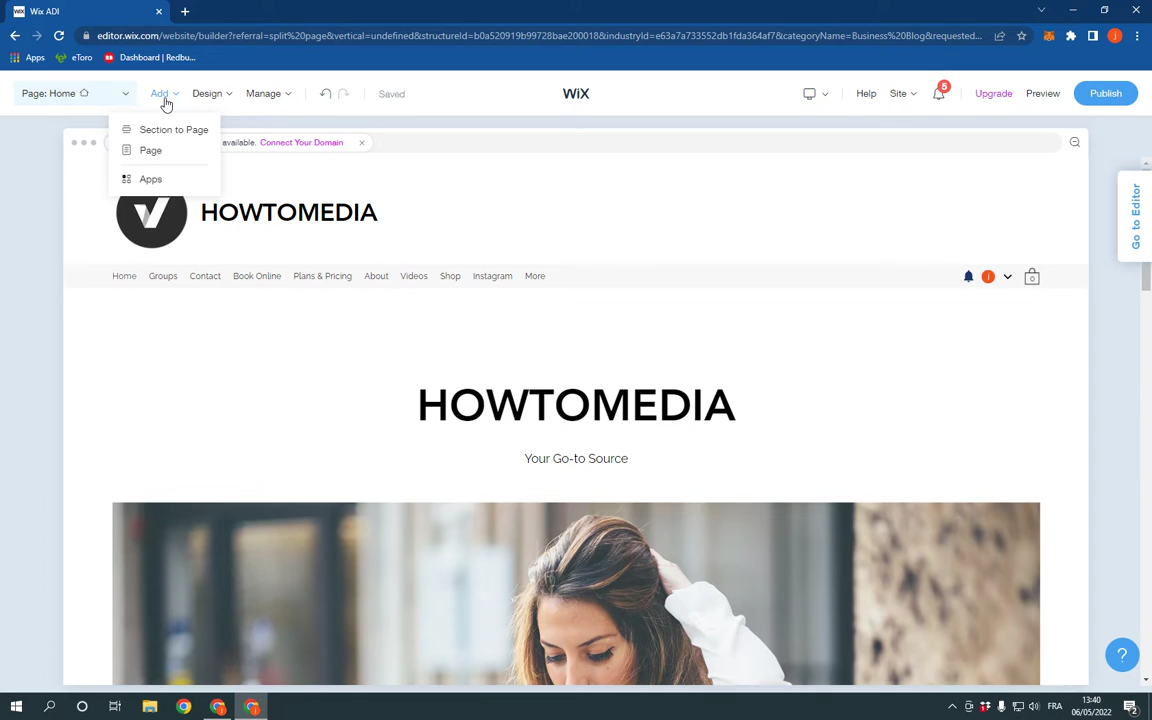 Wix ADI
editor.wix.com/website/builder?referral=split%20page&vertical=undefined&structureId=b0a520919b99728bae200018&industryId=e63a7a733552db1fda364af7&categoryName=Business%20Blog&requested...
Apps eToro Dashboard | Redbu...
Page: Home Add Design Manage Saved WiX Help Site 5 Upgrade Preview Publish
Section to Page
Page
Apps
available. Connect Your Domain
Go to Editor
HOWTOMEDIA
Home Groups Contact Book Online Plans & Pricing About Videos Shop Instagram More i 0
HOWTOMEDIA
Your Go-to Source
?
FRA 13:40
06/05/2022 2